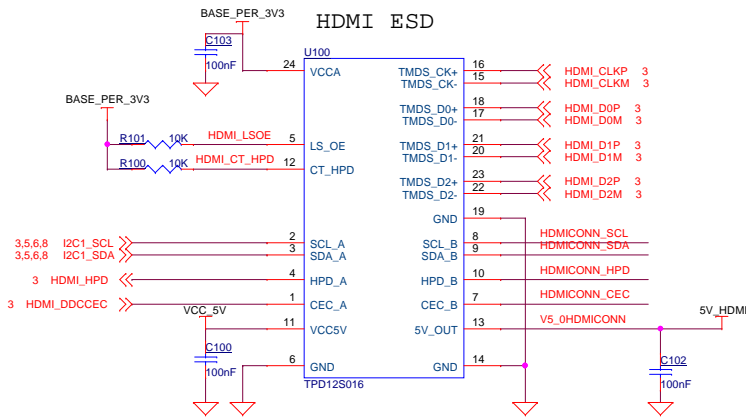 HDMI ESD
BASE_PER_3V3
C103
100nF
U100
24 VCCA
TMDS_CK+ 16 HDMI_CLKP 3
TMDS_CK- 15 HDMI_CLKM 3
BASE_PER_3V3
TMDS_D0+ 18 HDMI_D0P 3
TMDS_D0- 17 HDMI_D0M 3
R101 10K HDMI_LSOE 5 LS_OE
TMDS_D1+ 21 HDMI_D1P 3
TMDS_D1- 20 HDMI_D1M 3
R100 10K HDMI_CT_HPD 12 CT_HPD
TMDS_D2+ 23 HDMI_D2P 3
TMDS_D2- 22 HDMI_D2M 3
GND 19
3,5,6,8 I2C1_SCL 2 SCL_A SCL_B 8 HDMICONN_SCL
3,5,6,8 I2C1_SDA 3 SDA_A SDA_B 9 HDMICONN_SDA
3 HDMI_HPD 4 HPD_A HPD_B 10 HDMICONN_HPD
3 HDMI_DDCCEC 1 CEC_A CEC_B 7 HDMICONN_CEC
VCC_5V 5V_HDMI
11 VCC5V 5V_OUT 13 V5_0HDMICONN
C100
100nF
6 GND GND 14
C102
100nF
TPD12S016